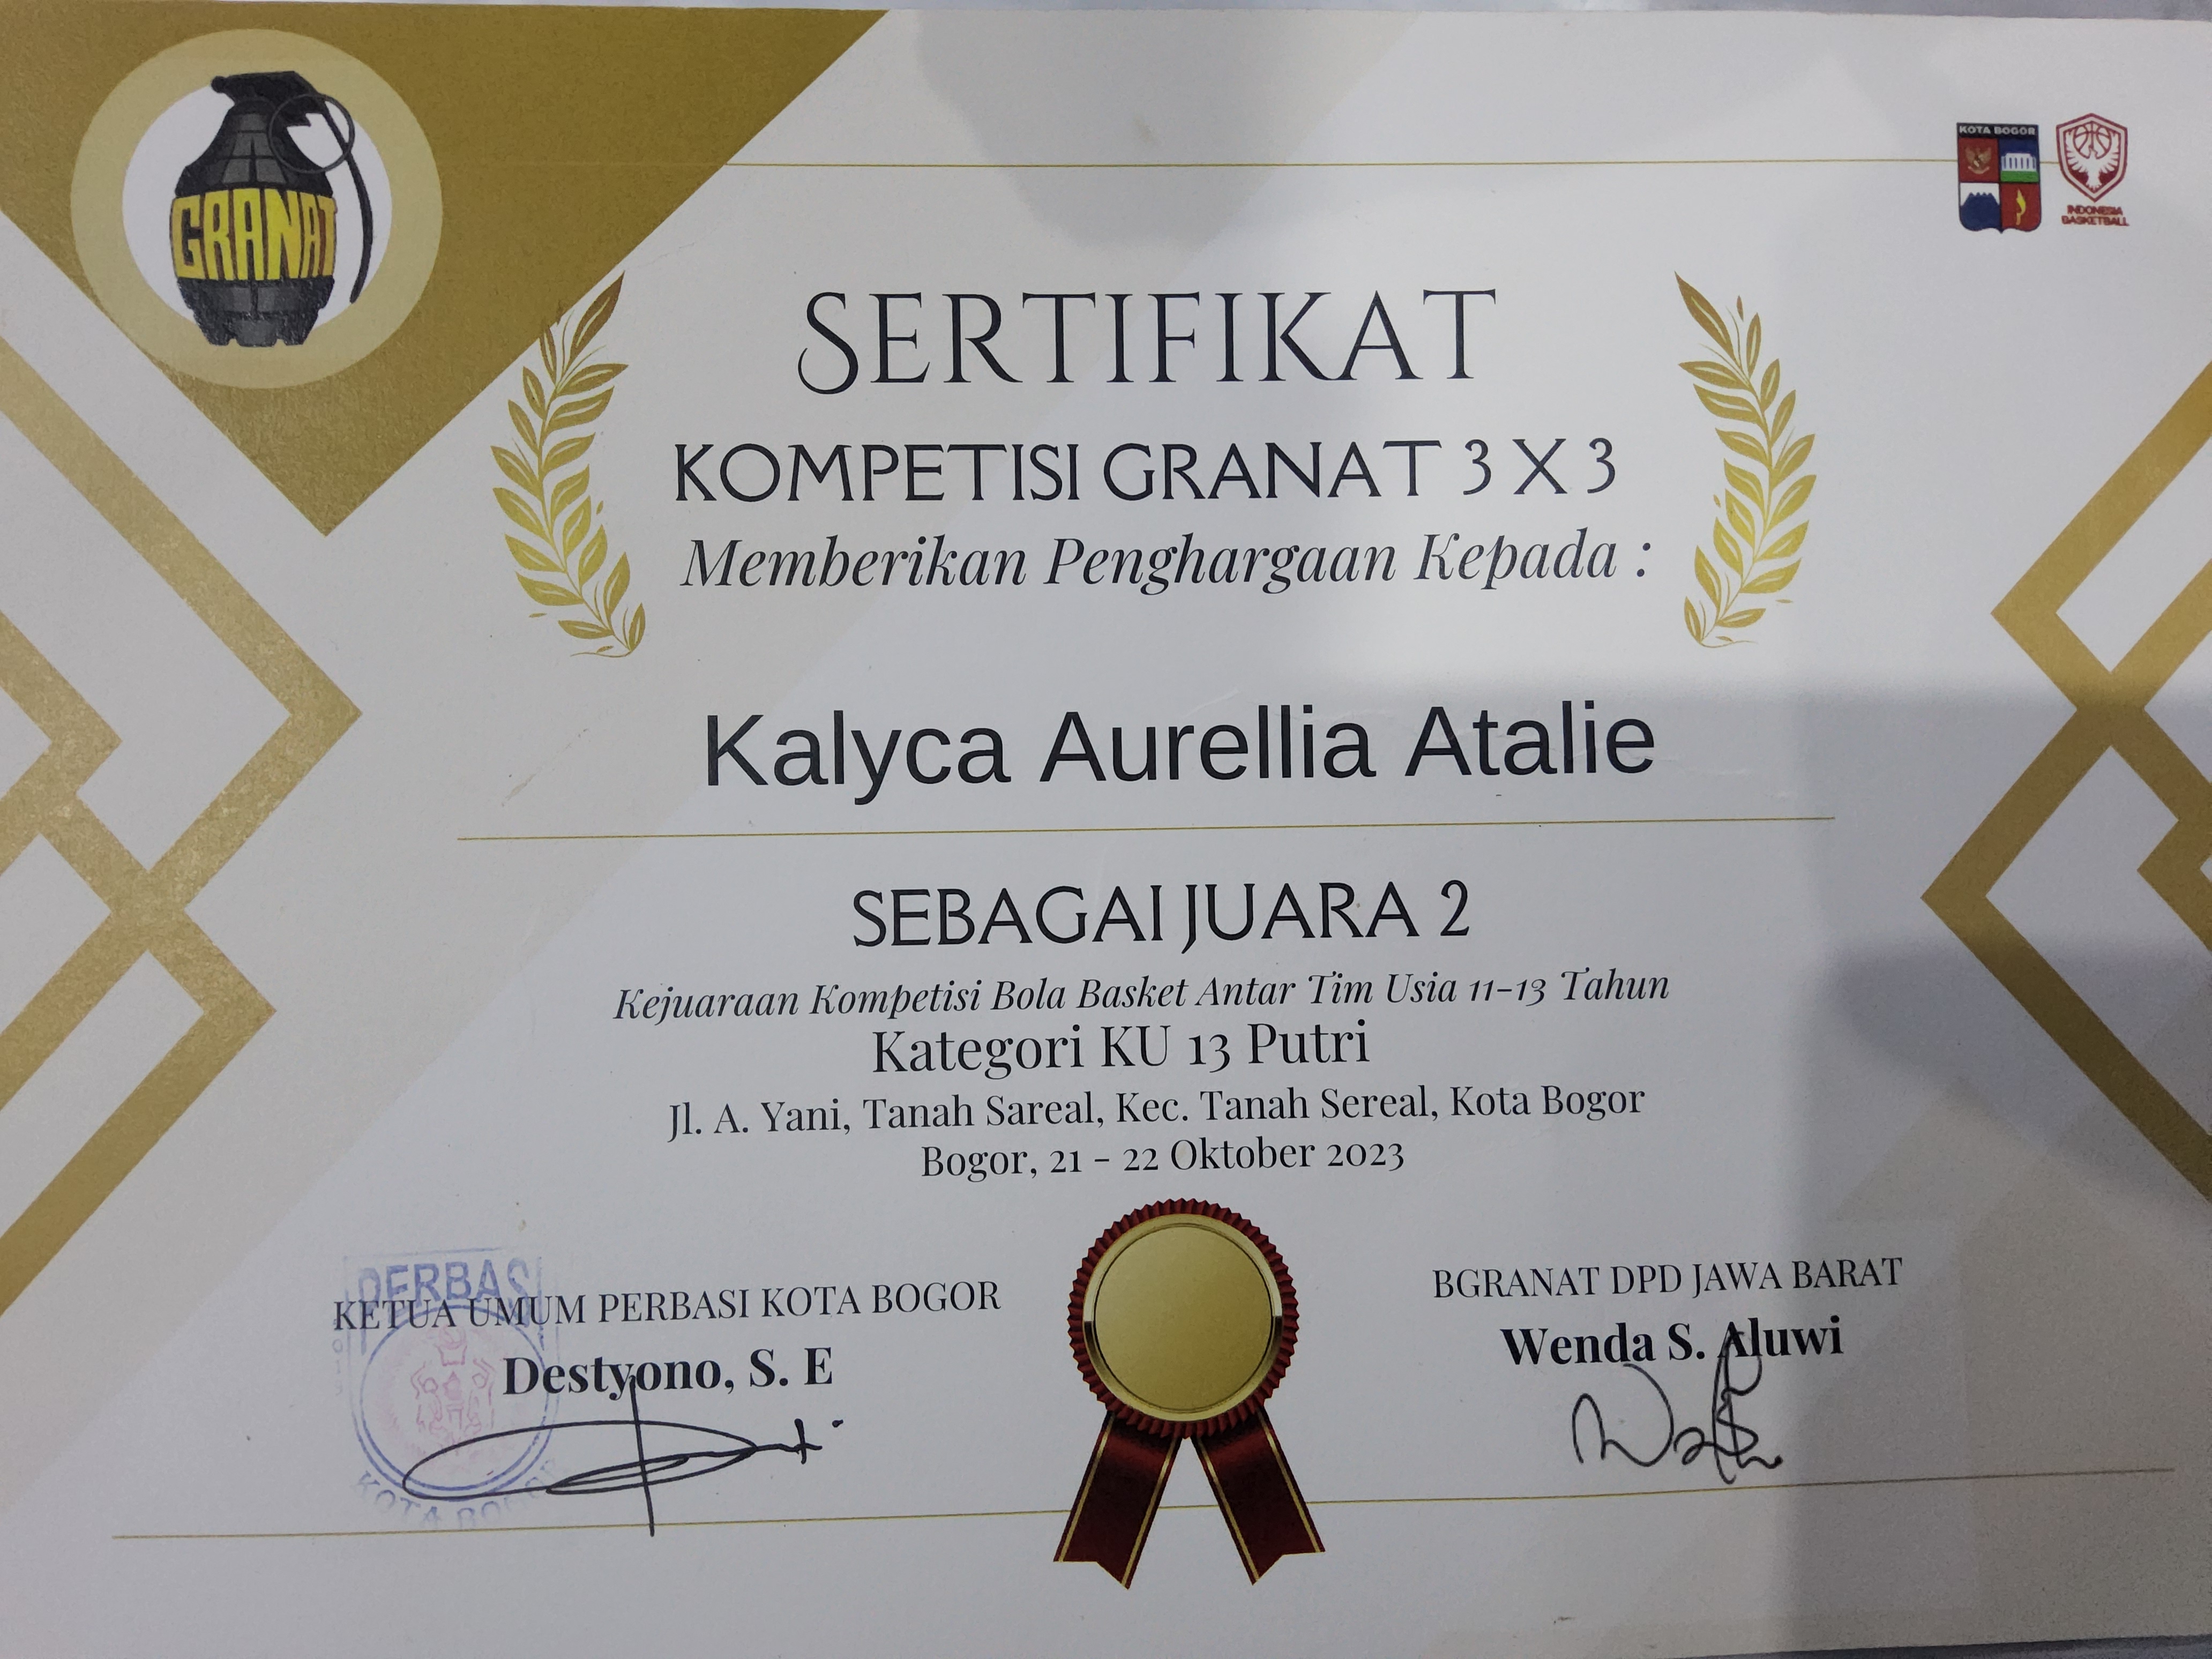 GRANAT
KOTA BOGOR
INDONESIA
BASKETBALL
SERTIFIKAT
KOMPETISI GRANAT 3 X 3
Memberikan Penghargaan Kepada :
Kalyca Aurellia Atalie
SEBAGAI JUARA 2
Kejuaraan Kompetisi Bola Basket Antar Tim Usia 11-13 Tahun
Kategori KU 13 Putri
Jl. A. Yani, Tanah Sareal, Kec. Tanah Sereal, Kota Bogor
Bogor, 21 - 22 Oktober 2023
PERBASI
KETUA UMUM PERBASI KOTA BOGOR
Destyono, S. E
KOTA BOGOR
BGRANAT DPD JAWA BARAT
Wenda S. Aluwi